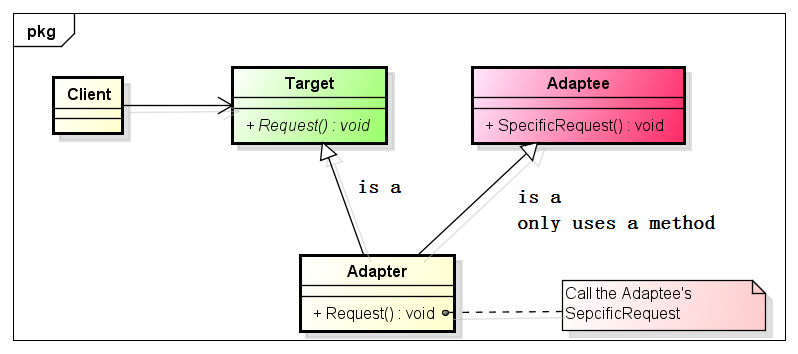 pkg
Client
Target
+ Request() : void
Adaptee
+ SpecificRequest() : void
is a
is a
only uses a method
Adapter
+ Request() : void
Call the Adaptee's
SepcificRequest